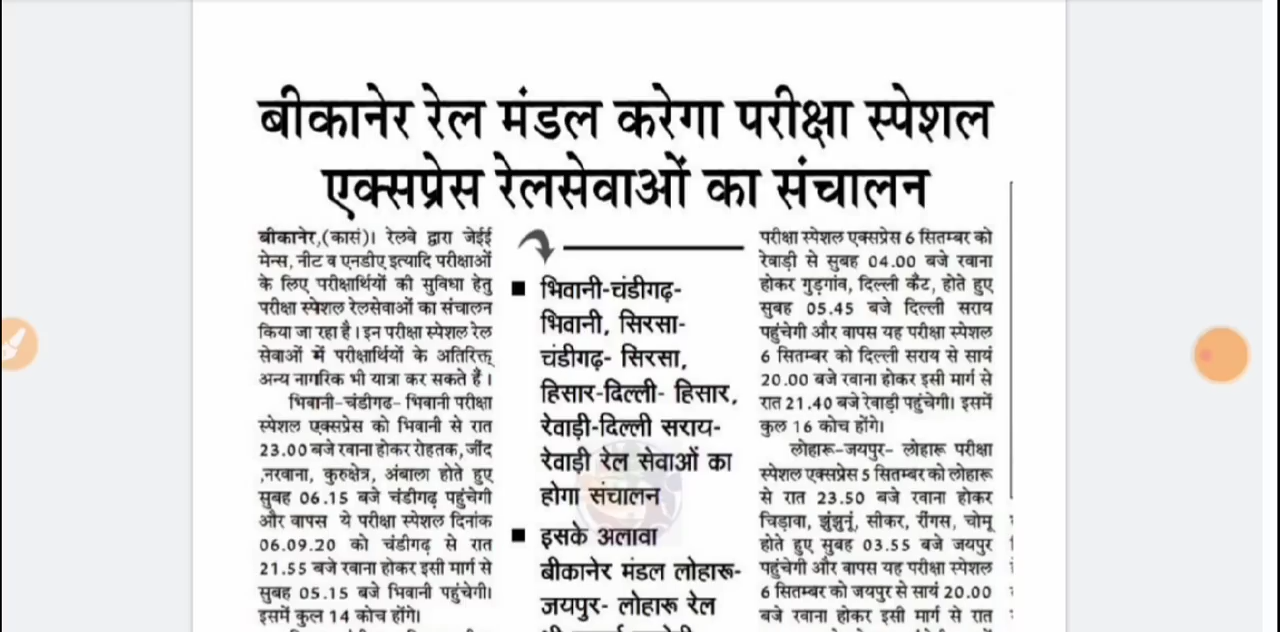 बीकानेर रेल मंडल करेगा परीक्षा स्पेशल
एक्सप्रेस रेलसेवाओं का संचालन
बीकानेर,(कासं)। रेलवे द्वारा जेईई
मेन्स, नीट व एनडीए इत्यादि परीक्षाओं
के लिए परीक्षार्थियों की सुविधा हेतु
परीक्षा स्पेशल रेलसेवाओं का संचालन
किया जा रहा है। इन परीक्षा स्पेशल रेल
सेवाओं में परीक्षार्थियों के अतिरिक्त
अन्य नागरिक भी यात्रा कर सकते हैं।
भिवानी-चंडीगढ- भिवानी परीक्षा
स्पेशल एक्सप्रेस को भिवानी से रात
23.00 बजे रवाना होकर रोहतक, जींद
,नरवाना, कुरुक्षेत्र, अंबाला होते हुए
सुबह 06.15 बजे चंडीगढ़ पहुंचेगी
और वापस ये परीक्षा स्पेशल दिनांक
06.09.20 को चंडीगढ़ से रात
21.55 बजे रवाना होकर इसी मार्ग से
सुबह 05.15 बजे भिवानी पहुंचेगी।
इसमें कुल 14 कोच होंगे।
■ भिवानी-चंडीगढ़-
भिवानी, सिरसा-
चंडीगढ़- सिरसा,
हिसार-दिल्ली- हिसार,
रेवाड़ी-दिल्ली सराय-
रेवाड़ी रेल सेवाओं का
होगा संचालन
■ इसके अलावा
बीकानेर मंडल लोहारू-
जयपुर- लोहारू रेल
परीक्षा स्पेशल एक्सप्रेस 6 सितम्बर को
रेवाड़ी से सुबह 04.00 बजे रवाना
होकर गुड़गांव, दिल्ली कैंट, होते हुए
सुबह 05.45 बजे दिल्ली सराय
पहुंचेगी और वापस यह परीक्षा स्पेशल
6 सितम्बर को दिल्ली सराय से सायं
20.00 बजे रवाना होकर इसी मार्ग से
रात 21.40 बजे रेवाड़ी पहुंचेगी। इसमें
कुल 16 कोच होंगे।
लोहारू-जयपुर- लोहारू परीक्षा
स्पेशल एक्सप्रेस 5 सितम्बर को लोहारू
से रात 23.50 बजे रवाना होकर
चिड़ावा, झुंझुनूं, सीकर, रींगस, चोमू
होते हुए सुबह 03.55 बजे जयपुर
पहुंचेगी और वापस यह परीक्षा स्पेशल
6 सितम्बर को जयपुर से सायं 20.00
बजे रवाना होकर इसी मार्ग से रात